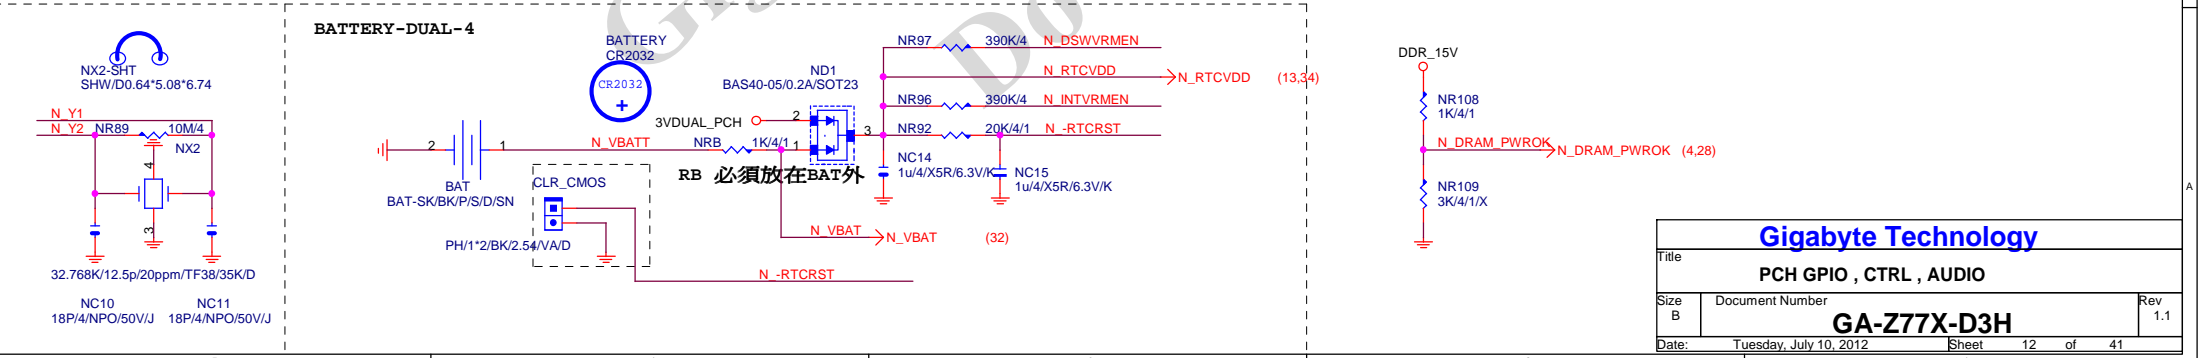 BATTERY-DUAL-4
NX2-SHT
SHW/D0.64*5.08*6.74
N_Y1
N_Y2
NR89
10M/4
NX2
4
3
32.768K/12.5p/20ppm/TF38/35K/D
NC10
18P/4/NPO/50V/J
NC11
18P/4/NPO/50V/J
BATTERY
CR2032
CR2032
+
2
1
BAT
BAT-SK/BK/P/S/D/SN
N_VBATT
3VDUAL_PCH
NRB
1K/4/1
ND1
BAS40-05/0.2A/SOT23
2
1
3
RB 必須放在BAT外
CLR_CMOS
PH/1*2/BK/2.54/VA/D
N_VBAT
N_VBAT
(32)
N_-RTCRST
NR97
390K/4
N_DSWVRMEN
N_RTCVDD
N_RTCVDD
(13,34)
NR96
390K/4
N_INTVRMEN
NR92
20K/4/1
N_-RTCRST
NC14
1u/4/X5R/6.3V/K
NC15
1u/4/X5R/6.3V/K
DDR_15V
NR108
1K/4/1
N_DRAM_PWROK
N_DRAM_PWROK (4,28)
NR109
3K/4/1/X
A
Gigabyte Technology
Title
PCH GPIO , CTRL , AUDIO
Size
B
Document Number
GA-Z77X-D3H
Rev
1.1
Date: Tuesday, July 10, 2012
Sheet 12 of 41